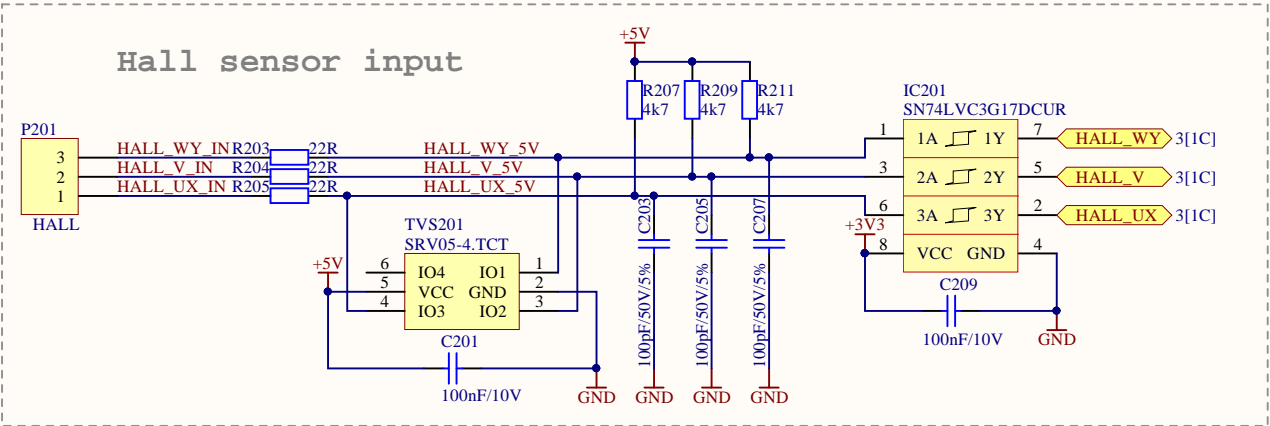 Hall sensor input
+5V
R207
4k7
R209
4k7
R211
4k7
IC201
SN74LVC3G17DCUR
P201
3
2
1
HALL
HALL_WY_IN
R203
22R
HALL_WY_5V
HALL_V_IN
R204
22R
HALL_V_5V
HALL_UX_IN
R205
22R
HALL_UX_5V
1
1A
1Y
7
HALL_WY
3[1C]
3
2A
2Y
5
HALL_V
3[1C]
6
3A
3Y
2
HALL_UX
3[1C]
+3V3
8
VCC
GND
4
C209
100nF/10V
GND
TVS201
SRV05-4.TCT
+5V
6
IO4
IO1
1
5
VCC
GND
2
4
IO3
IO2
3
C201
100nF/10V
GND
C203
100pF/50V/5%
GND
C205
100pF/50V/5%
GND
C207
100pF/50V/5%
GND